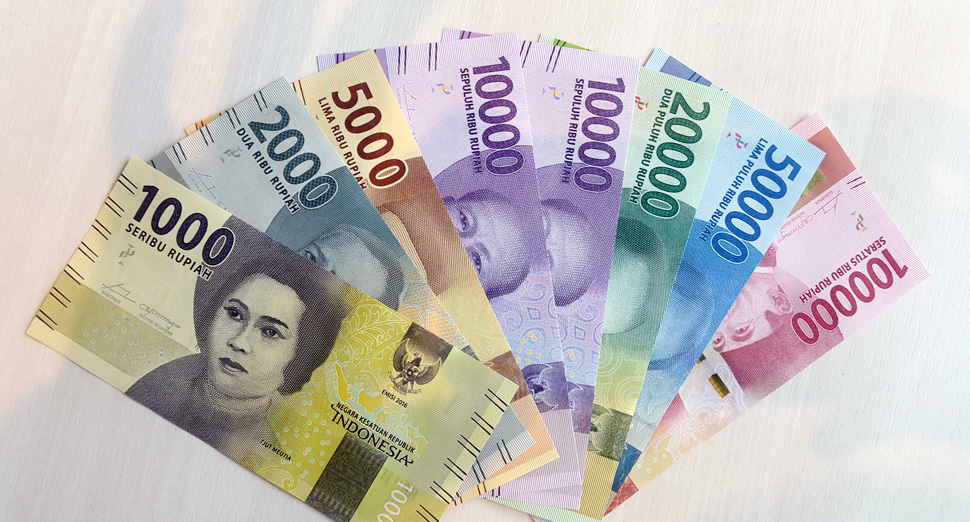 1000
SERIBU RUPIAH
EMISI 2016
NEGARA KESATUAN REPUBLIK
INDONESIA
CUT MEUTIA
1000
2000
DUA RIBU RUPIAH
5000
LIMA RIBU RUPIAH
10000
SEPULUH RIBU RUPIAH
10000
SEPULUH RIBU RUPIAH
20000
DUA PULUH RIBU RUPIAH
50000
LIMA PULUH RIBU RUPIAH
100000
SERATUS RIBU RUPIAH